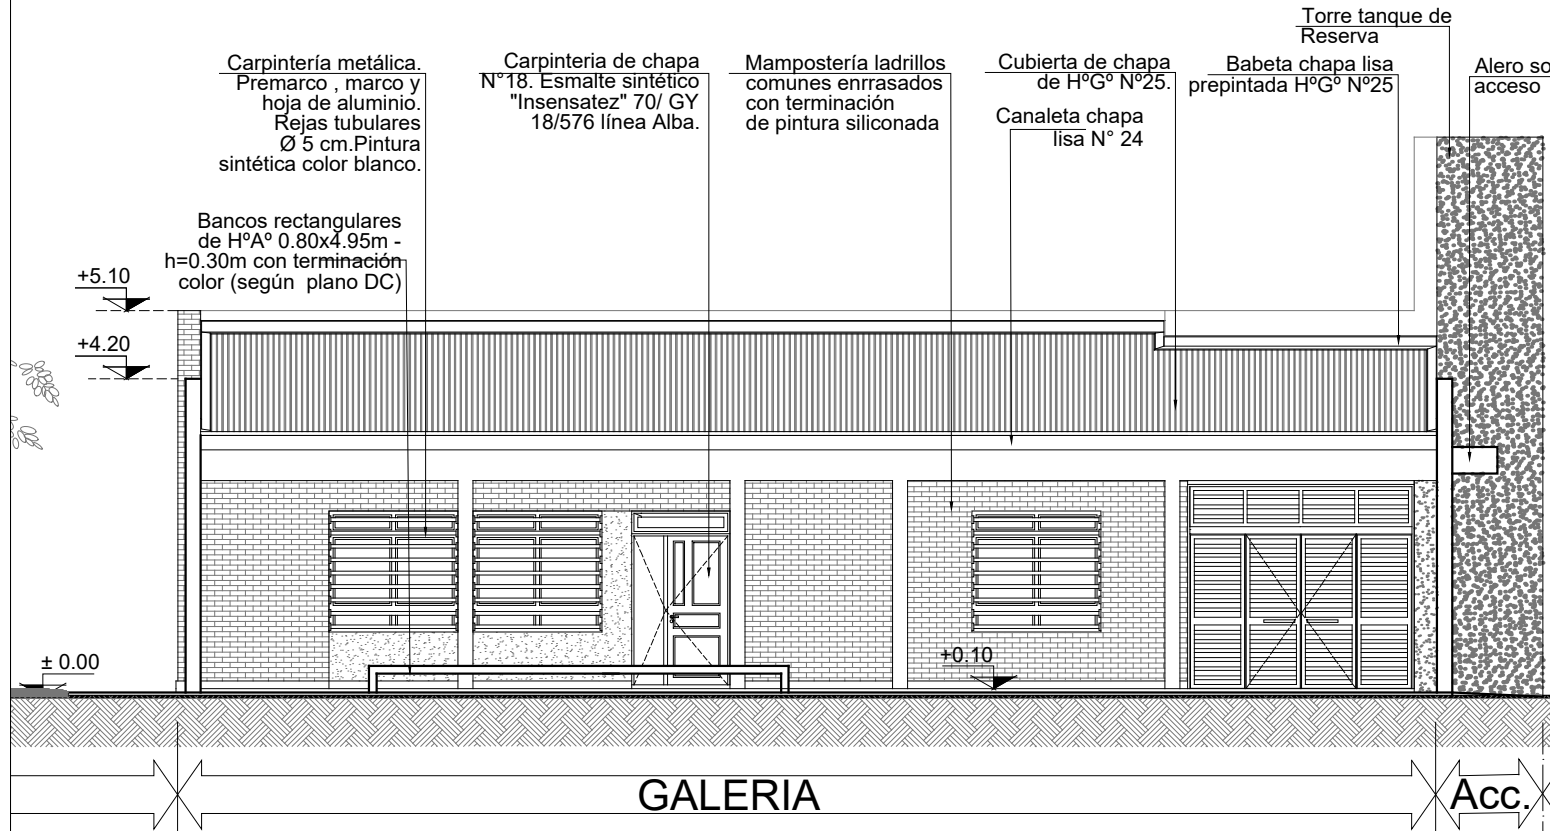 Torre tanque de
Reserva
Carpintería metálica.
Premarco , marco y
hoja de aluminio.
Rejas tubulares
Ø 5 cm.Pintura
sintética color blanco.
Carpinteria de chapa
N°18. Esmalte sintético
"Insensatez" 70/ GY
18/576 línea Alba.
Mampostería ladrillos
comunes enrrasados
con terminación
de pintura siliconada
Cubierta de chapa
de HºGº Nº25.
Canaleta chapa
lisa N° 24
Babeta chapa lisa
prepintada HºGº Nº25
Alero so
acceso
Bancos rectangulares
de HºAº 0.80x4.95m -
h=0.30m con terminación
color (según plano DC)
+5.10
+4.20
± 0.00
+0.10
GALERIA
Acc.